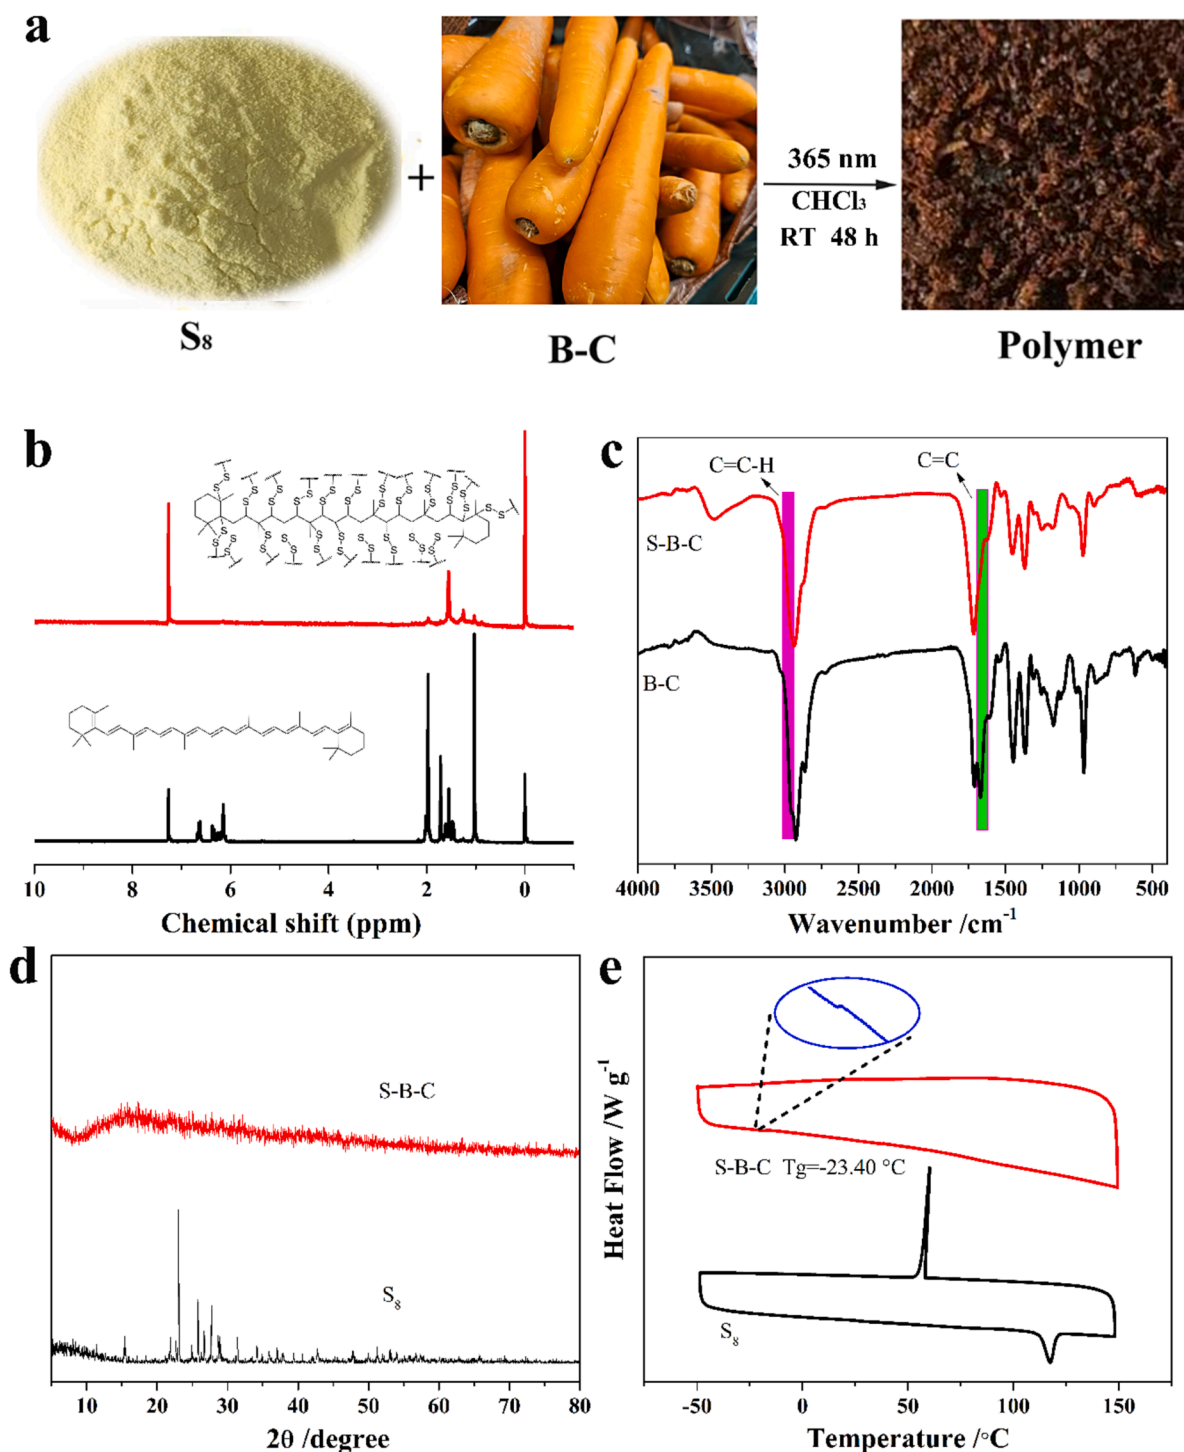 a
+
365 nm
CHCl₃
RT 48 h
S₈
B-C
Polymer
b
10 8 6 4 2 0
Chemical shift (ppm)
c
C=C-H
C=C
S-B-C
B-C
4000 3500 3000 2500 2000 1500 1000 500
Wavenumber /cm⁻¹
d
S-B-C
S₈
10 20 30 40 50 60 70 80
2θ /degree
e
Heat Flow /W g⁻¹
S-B-C Tg=-23.40 °C
S₈
-50 0 50 100 150
Temperature /°C